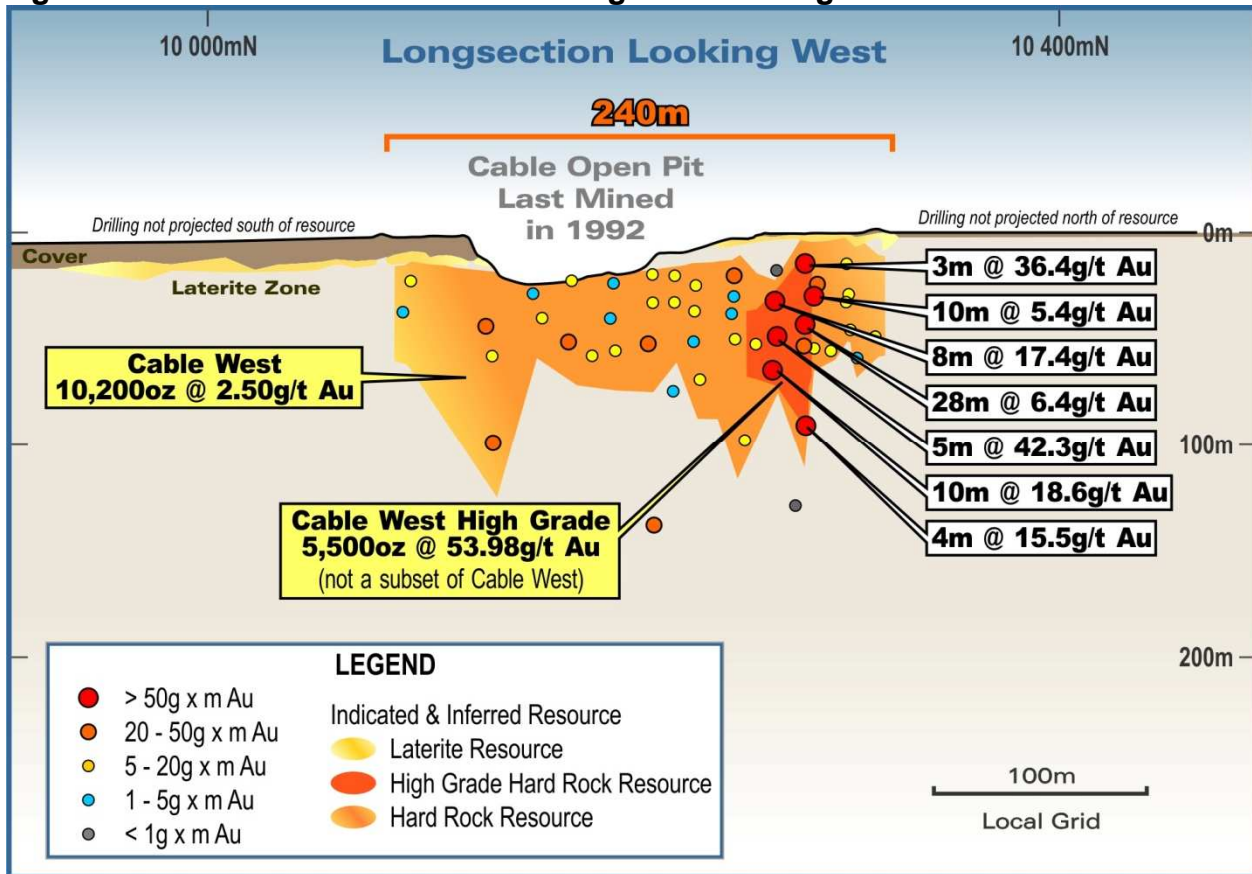 10 000mN
10 400mN
Longsection Looking West
240m
Cable Open Pit
Last Mined
in 1992
Drilling not projected south of resource
Drilling not projected north of resource
0m
Cover
Laterite Zone
3m @ 36.4g/t Au
10m @ 5.4g/t Au
8m @ 17.4g/t Au
28m @ 6.4g/t Au
5m @ 42.3g/t Au
10m @ 18.6g/t Au
4m @ 15.5g/t Au
Cable West
10,200oz @ 2.50g/t Au
100m
Cable West High Grade
5,500oz @ 53.98g/t Au
(not a subset of Cable West)
200m
LEGEND
> 50g x m Au
20 - 50g x m Au
5 - 20g x m Au
1 - 5g x m Au
< 1g x m Au
Indicated & Inferred Resource
Laterite Resource
High Grade Hard Rock Resource
Hard Rock Resource
100m
Local Grid